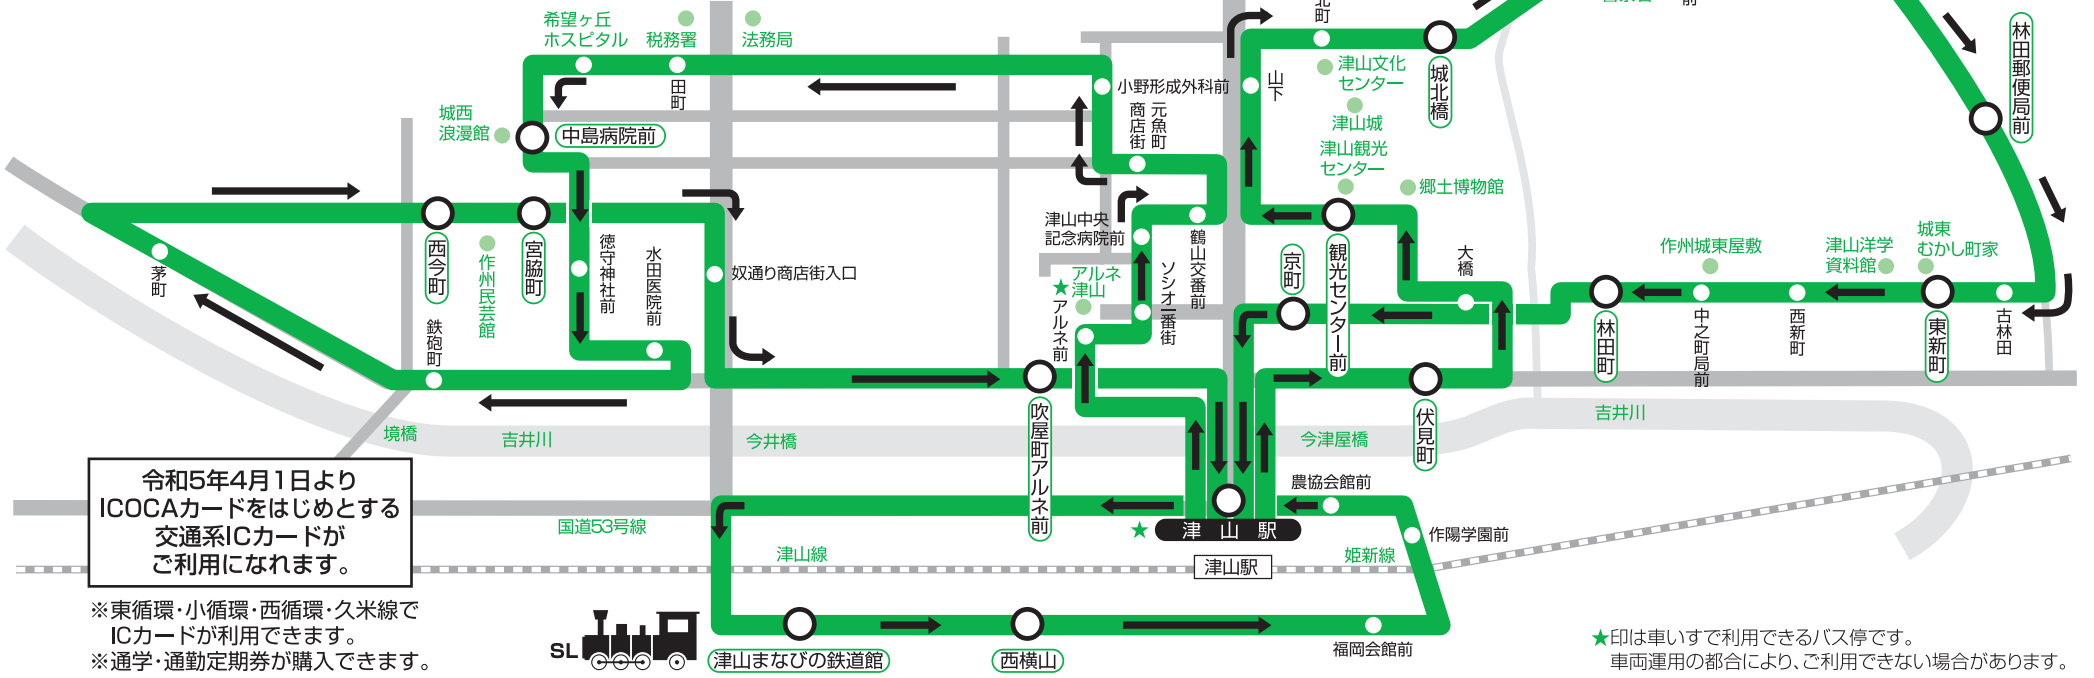 希望ヶ丘
ホスピタル
税務署
法務局
北町
前
林田郵便局前
田町
小野形成外科前
山下
津山文化
センター
城北橋
城西
浪漫館
中島病院前
商店街
元魚町
津山城
津山観光
センター
郷土博物館
西今町
宮脇町
徳守神社前
水田医院前
津山中央
記念病院前
鶴山交番前
ソシオ一番街
京町
観光センター前
大橋
作州城東屋敷
津山洋学
資料館
城東
むかし町家
茅町
作州民芸館
奴通り商店街入口
★
アルネ
津山
アルネ前
鉄砲町
林田町
中之町局前
西新町
東新町
古林田
境橋
吉井川
今井橋
吹屋町アルネ前
今津屋橋
伏見町
吉井川
令和5年4月1日より
ICOCAカードをはじめとする
交通系ICカードが
ご利用になれます。
国道53号線
農協会館前
★
津山駅
作陽学園前
津山線
津山駅
姫新線
※東循環・小循環・西循環・久米線で
ICカードが利用できます。
※通学・通勤定期券が購入できます。
SL
津山まなびの鉄道館
西横山
福岡会館前
★印は車いすで利用できるバス停です。
車両運用の都合により、ご利用できない場合があります。